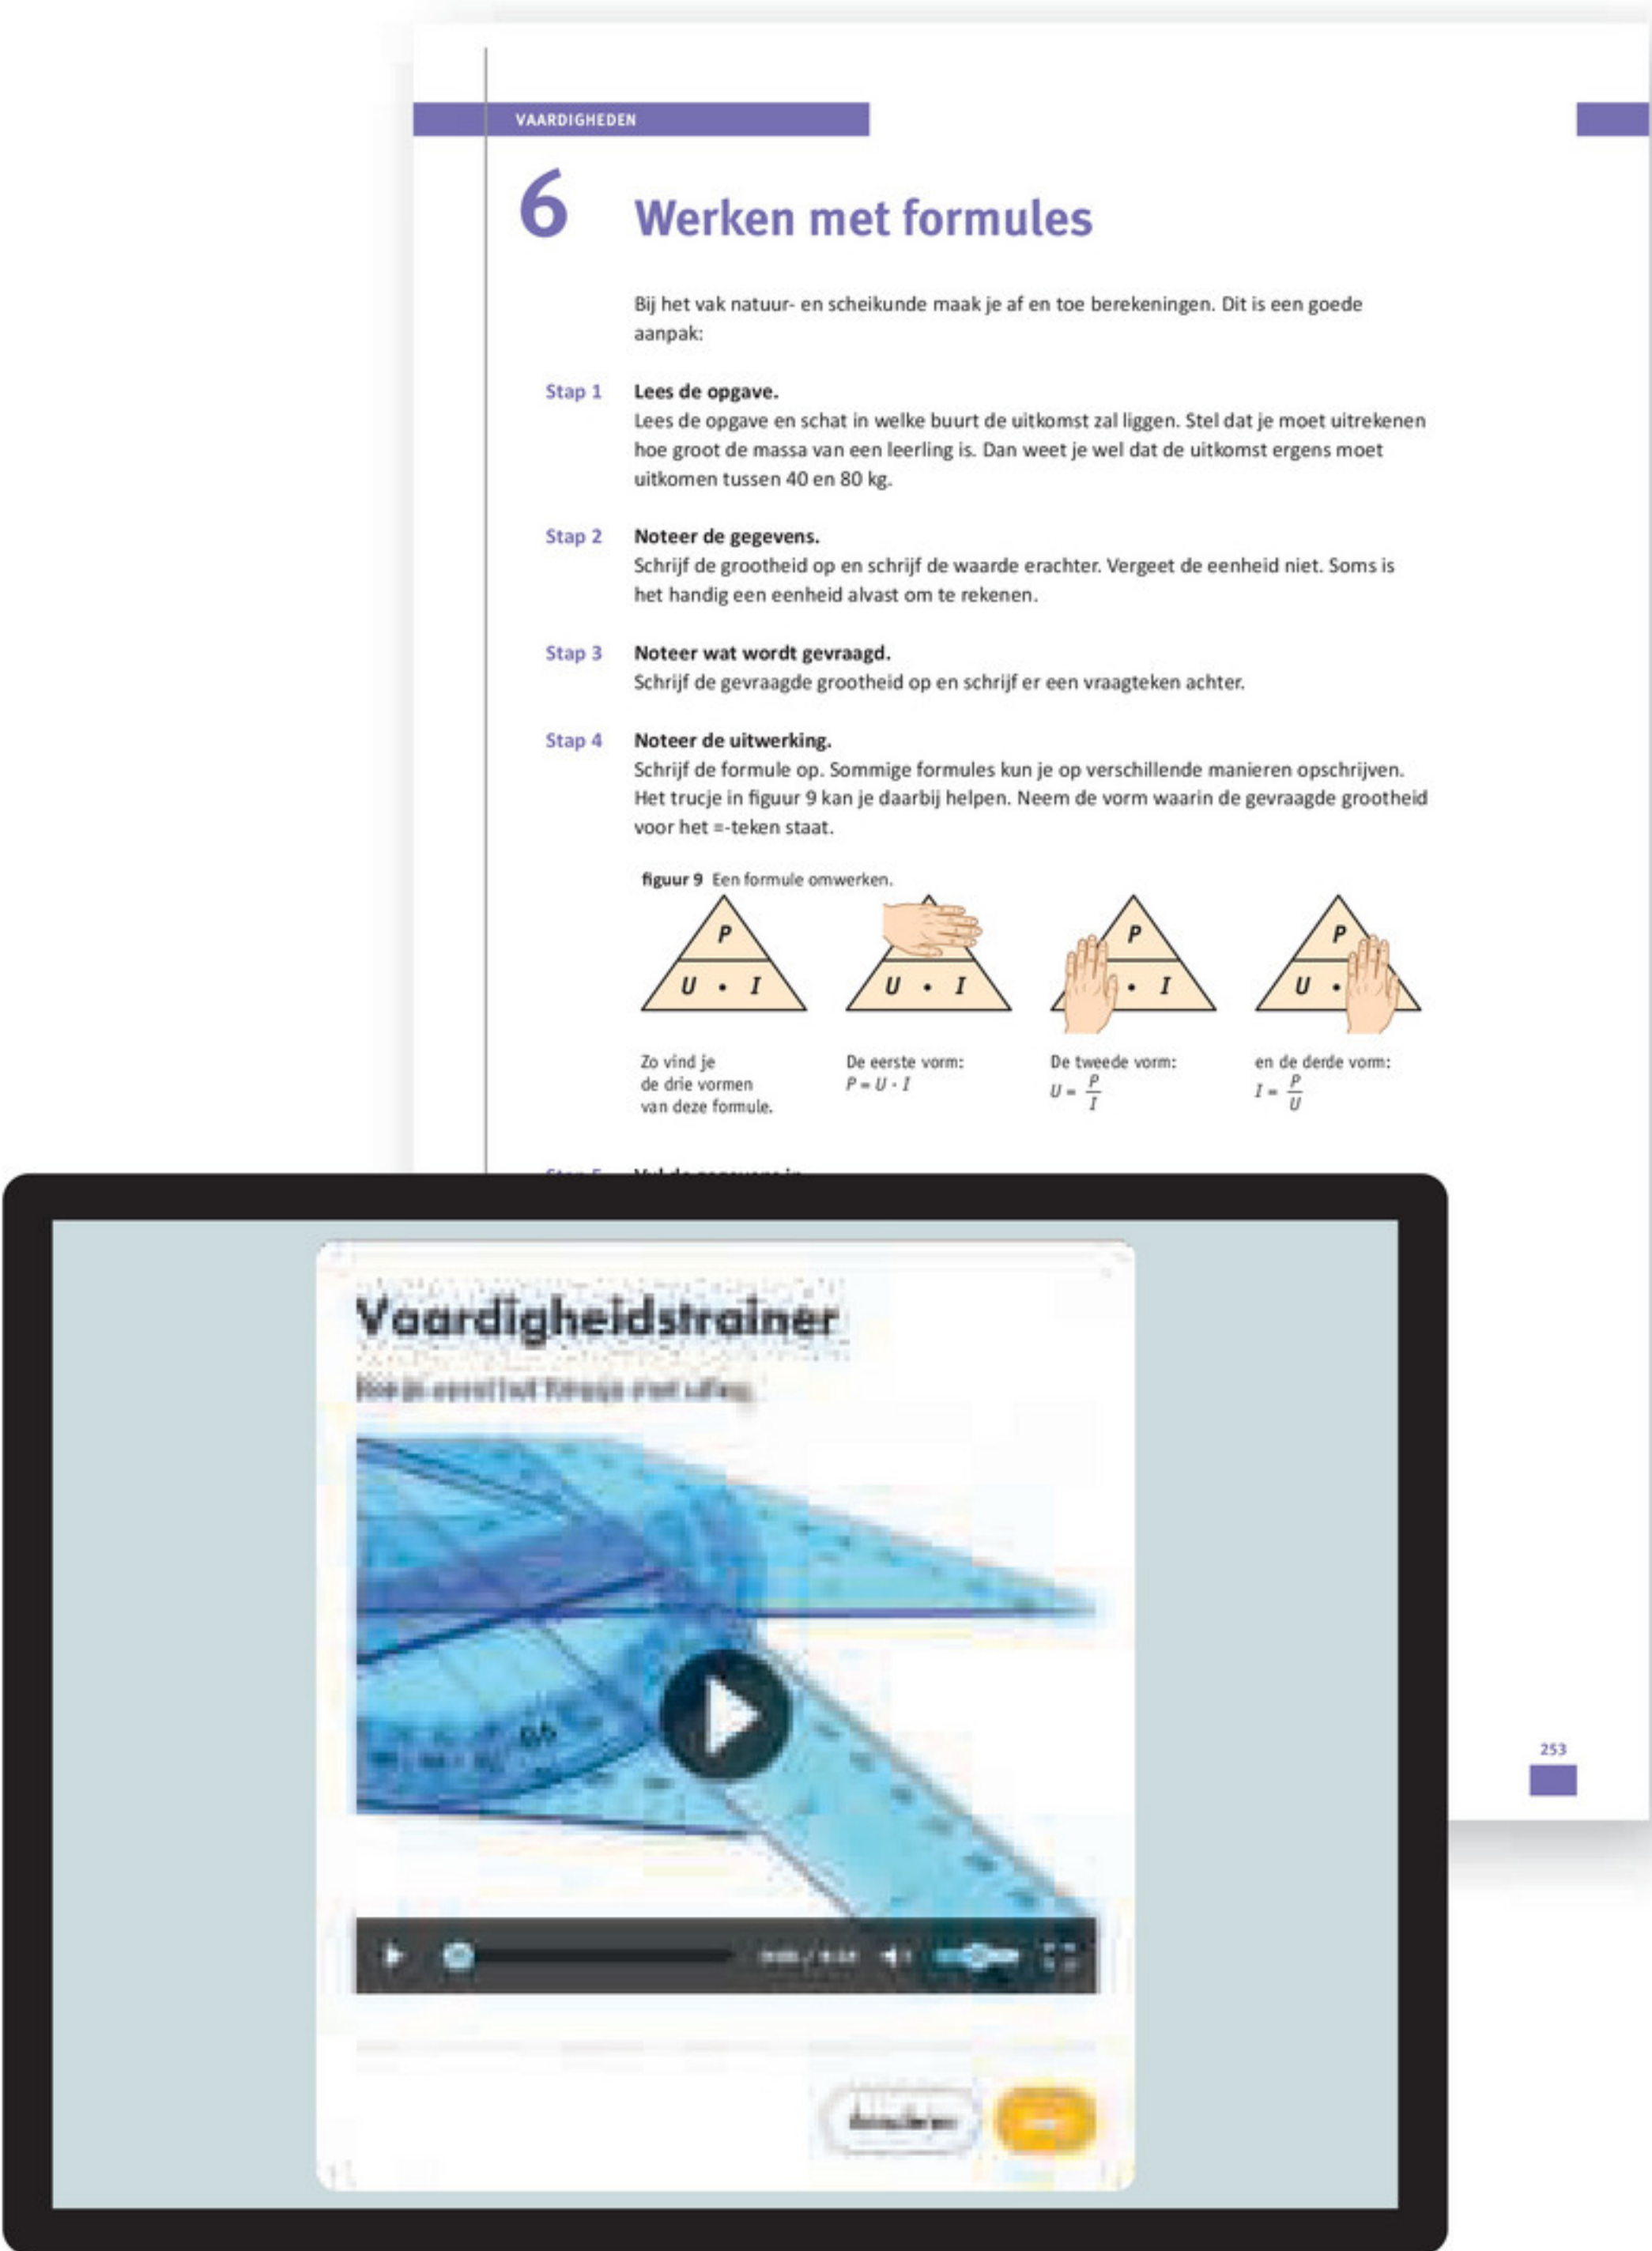 VAARDIGHEDEN
6 Werken met formules
Bij het vak natuur- en scheikunde maak je af en toe berekeningen. Dit is een goede
aanpak:
Stap 1 Lees de opgave.
Lees de opgave en schat in welke buurt de uitkomst zal liggen. Stel dat je moet uitrekenen
hoe groot de massa van een leerling is. Dan weet je wel dat de uitkomst ergens moet
uitkomen tussen 40 en 80 kg.
Stap 2 Noteer de gegevens.
Schrijf de grootheid op en schrijf de waarde erachter. Vergeet de eenheid niet. Soms is
het handig een eenheid alvast om te rekenen.
Stap 3 Noteer wat wordt gevraagd.
Schrijf de gevraagde grootheid op en schrijf er een vraagteken achter.
Stap 4 Noteer de uitwerking.
Schrijf de formule op. Sommige formules kun je op verschillende manieren opschrijven.
Het trucje in figuur 9 kan je daarbij helpen. Neem de vorm waarin de gevraagde grootheid
voor het =-teken staat.
figuur 9 Een formule omwerken.
P P P
U • I U • I • I U •
Zo vind je
de drie vormen
van deze formule.
De eerste vorm:
P = U · I
De tweede vorm:
U = P/I
en de derde vorm:
I = P/U
Vaardigheidstrainer
253